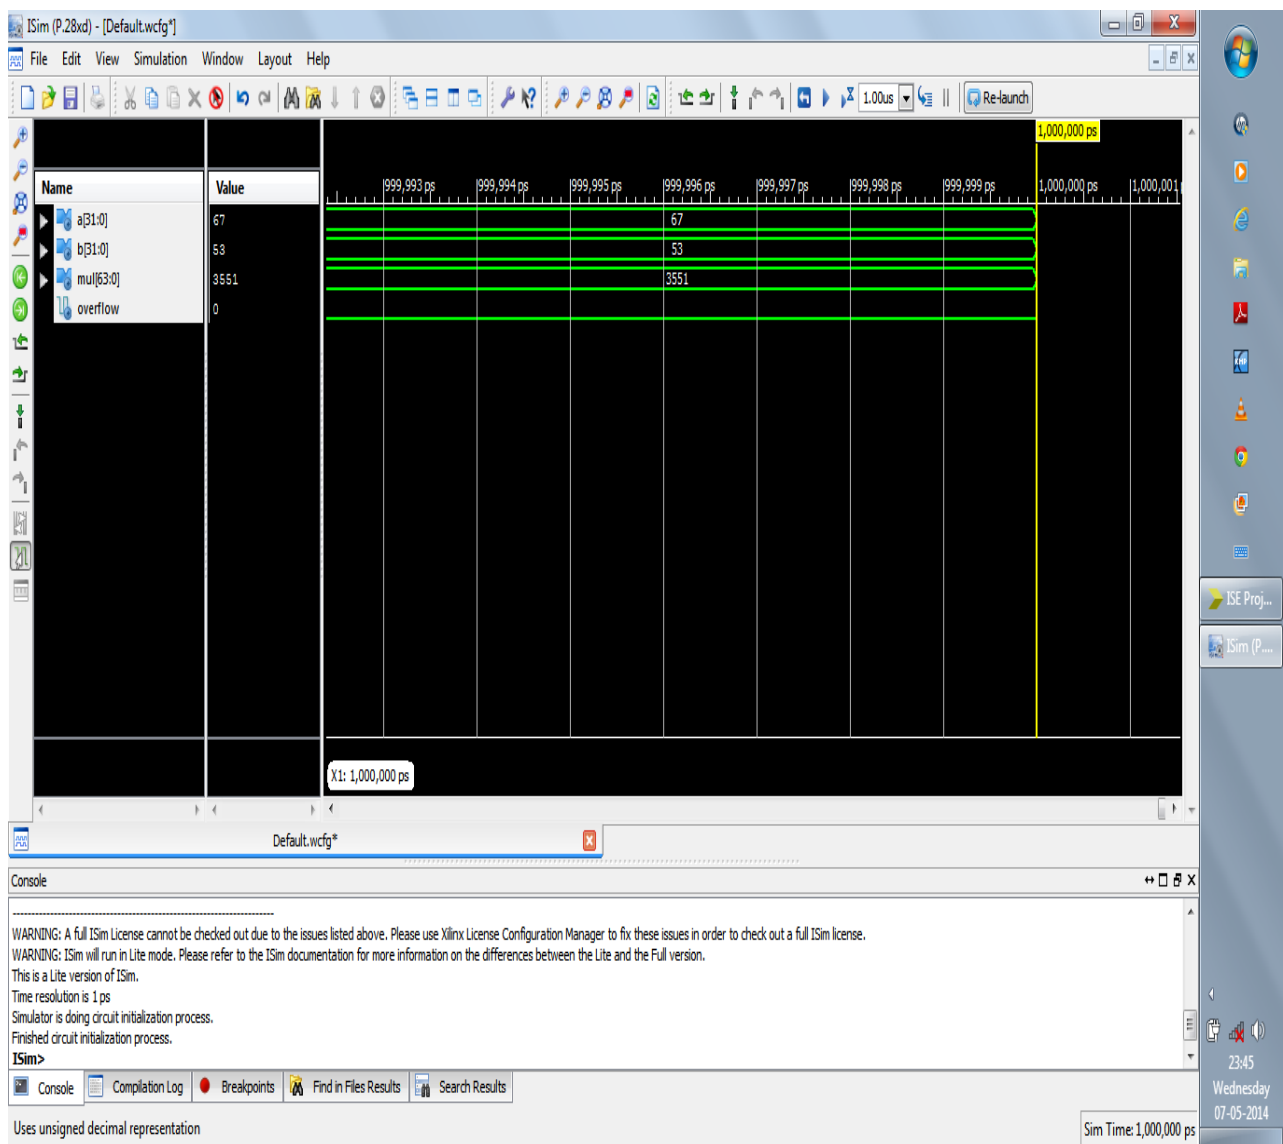 ISim (P.28xd) - [Default.wcfg*]
File Edit View Simulation Window Layout Help
1.00us Re-launch
1,000,000 ps
Name Value
999,993 ps 999,994 ps 999,995 ps 999,996 ps 999,997 ps 999,998 ps 999,999 ps 1,000,000 ps 1,000,001
a[31:0] 67 67
b[31:0] 53 53
mul[63:0] 3551 3551
overflow 0
X1: 1,000,000 ps
Default.wcfg*
Console
WARNING: A full ISim License cannot be checked out due to the issues listed above. Please use Xilinx License Configuration Manager to fix these issues in order to check out a full ISim license.
WARNING: ISim will run in Lite mode. Please refer to the ISim documentation for more information on the differences between the Lite and the Full version.
This is a Lite version of ISim.
Time resolution is 1 ps
Simulator is doing circuit initialization process.
Finished circuit initialization process.
ISim>
Console Compilation Log Breakpoints Find in Files Results Search Results
Uses unsigned decimal representation
Sim Time: 1,000,000 ps
ISE Proj...
ISim (P....
23:45
Wednesday
07-05-2014